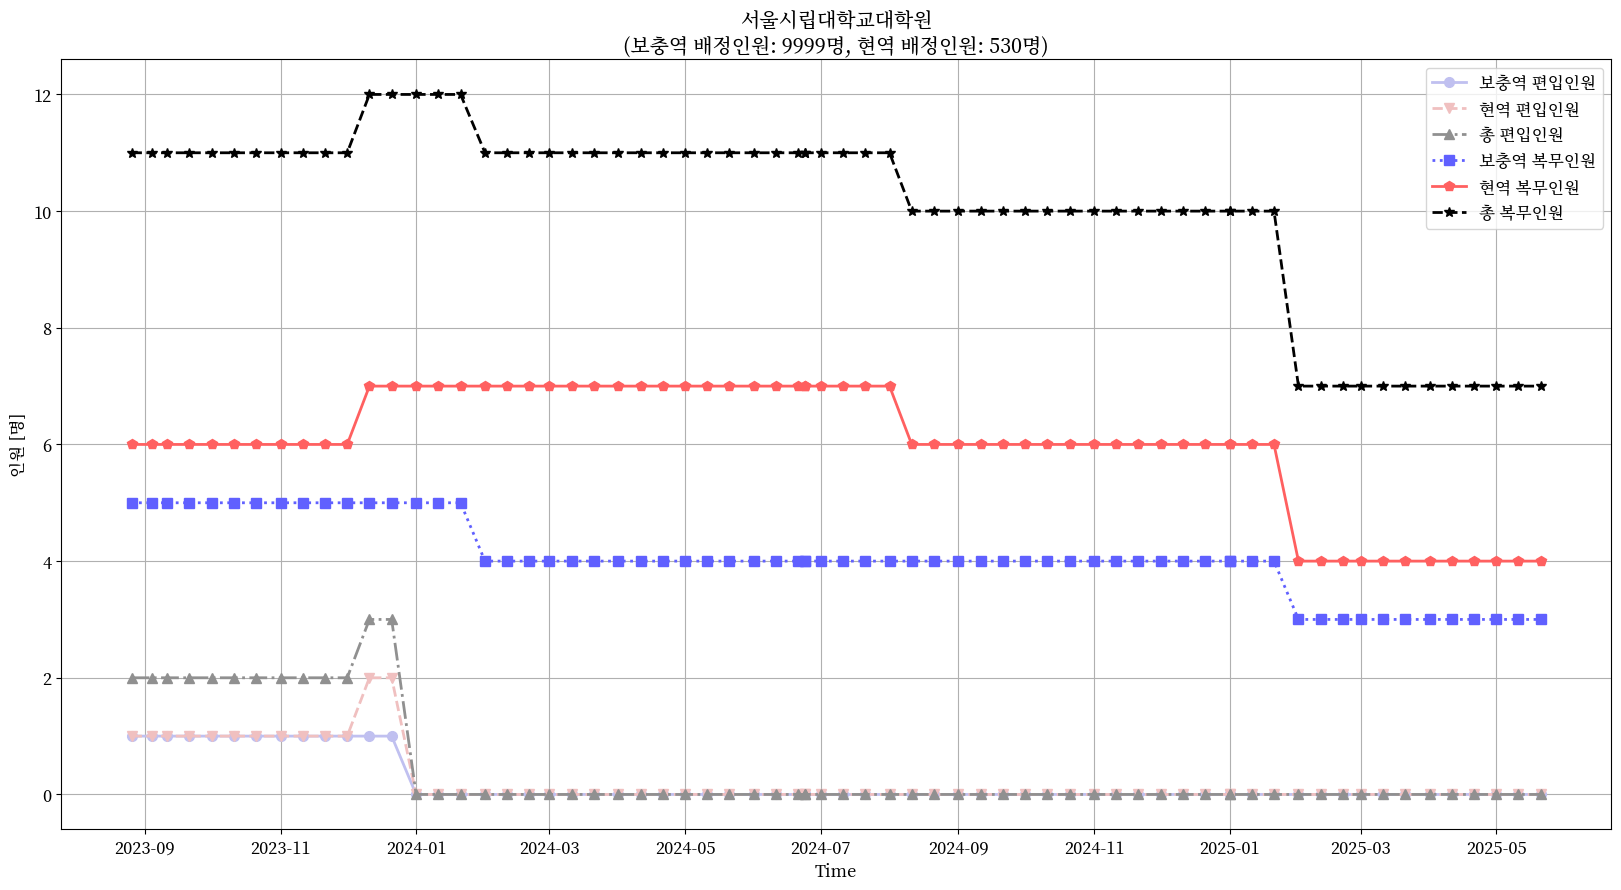 서울시립대학교대학원
(보충역 배정인원: 9999명, 현역 배정인원: 530명)
보충역 편입인원
현역 편입인원
총 편입인원
보충역 복무인원
현역 복무인원
총 복무인원
인원 [명]
12
10
8
6
4
2
0
2023-09
2023-11
2024-01
2024-03
2024-05
2024-07
2024-09
2024-11
2025-01
2025-03
2025-05
Time